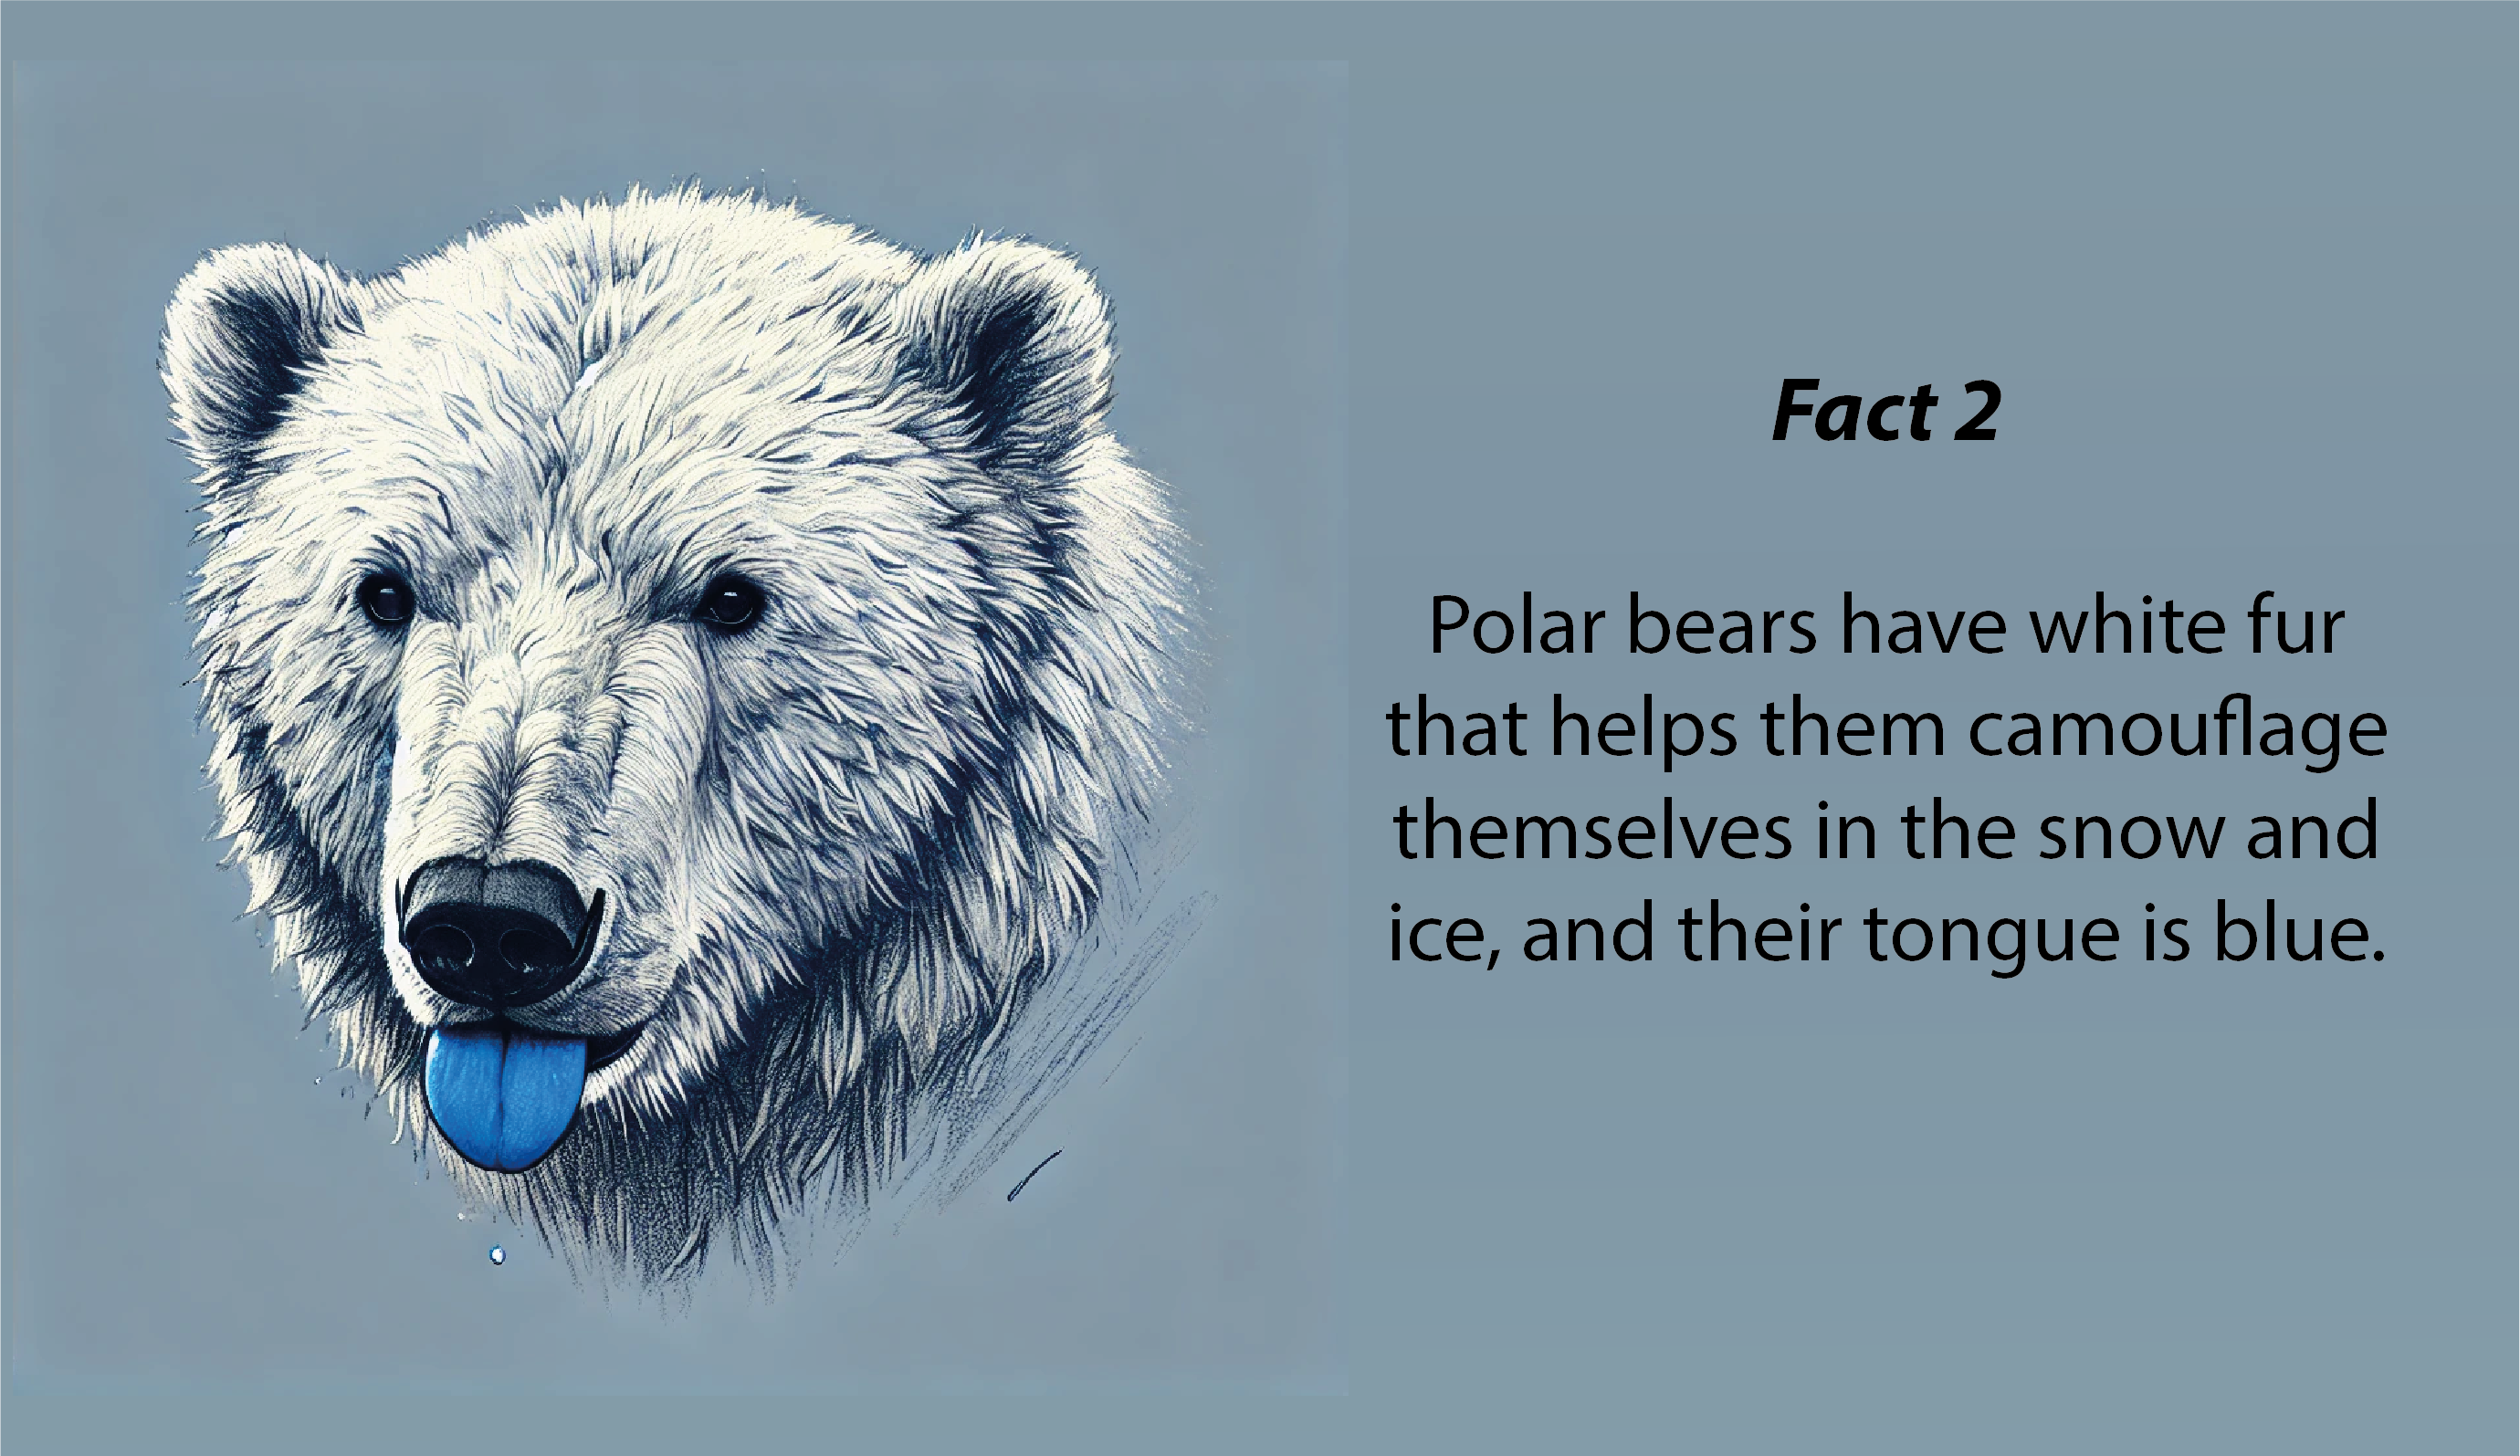 Fact 2
Polar bears have white fur
that helps them camouflage
themselves in the snow and
ice, and their tongue is blue.